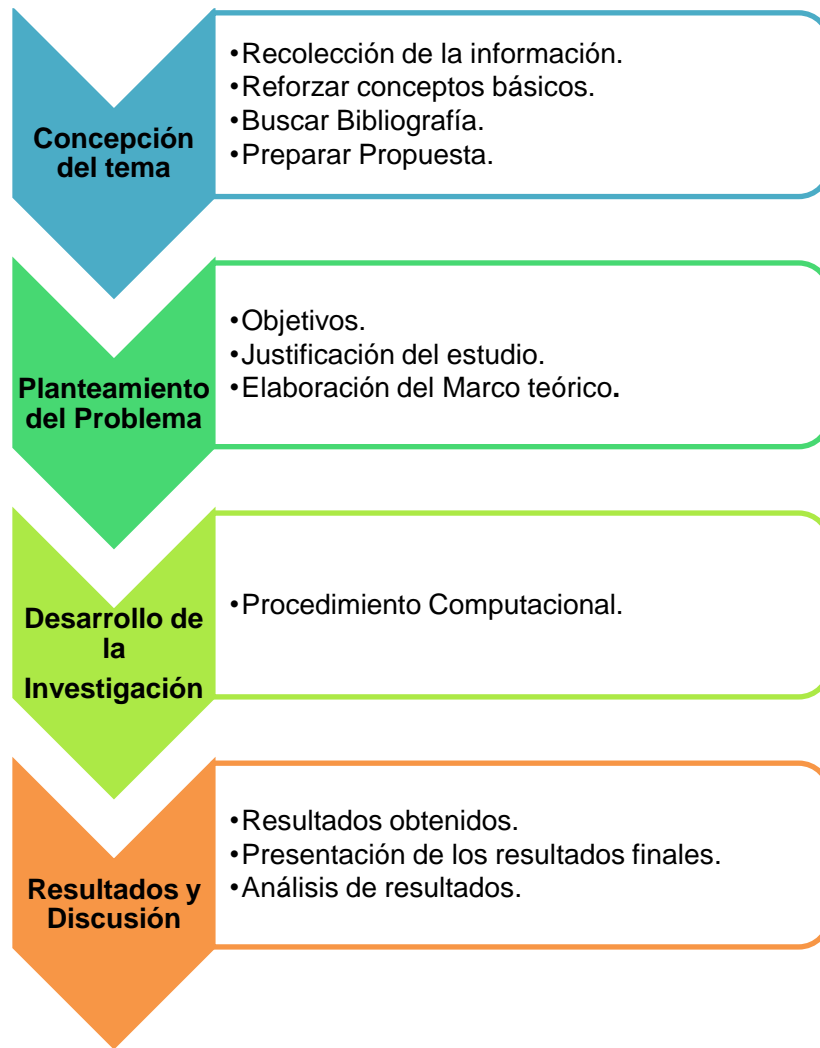 Concepción
del tema
•Recolección de la información.
•Reforzar conceptos básicos.
•Buscar Bibliografía.
•Preparar Propuesta.
Planteamiento
del Problema
•Objetivos.
•Justificación del estudio.
•Elaboración del Marco teórico.
Desarrollo de
la
Investigación
•Procedimiento Computacional.
Resultados y
Discusión
•Resultados obtenidos.
•Presentación de los resultados finales.
•Análisis de resultados.